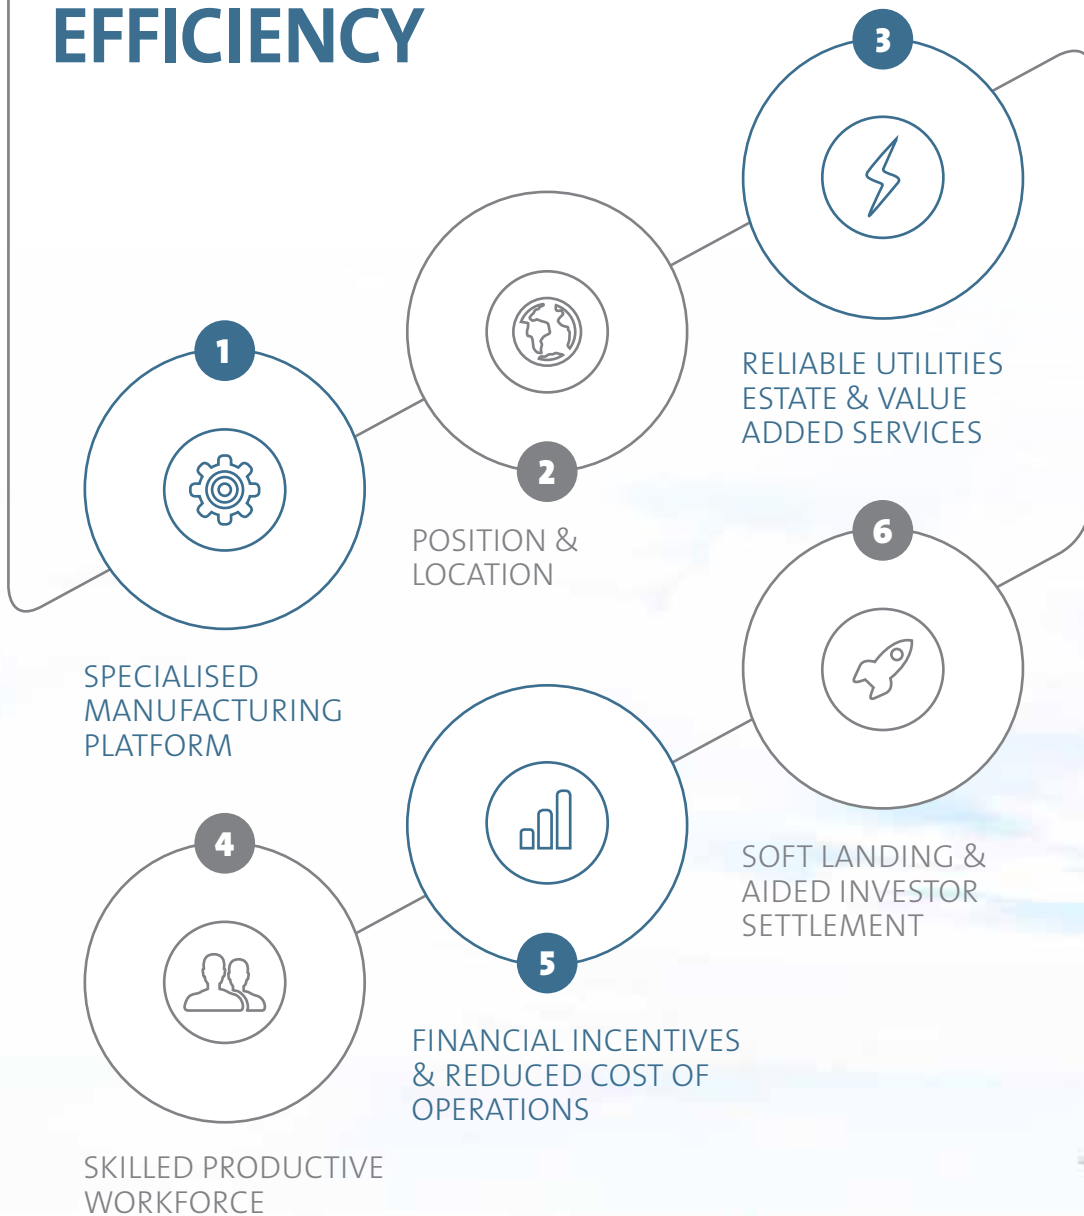 EFFICIENCY
1
SPECIALISED
MANUFACTURING
PLATFORM
2
POSITION &
LOCATION
3
RELIABLE UTILITIES
ESTATE & VALUE
ADDED SERVICES
4
SKILLED PRODUCTIVE
WORKFORCE
5
FINANCIAL INCENTIVES
& REDUCED COST OF
OPERATIONS
6
SOFT LANDING &
AIDED INVESTOR
SETTLEMENT